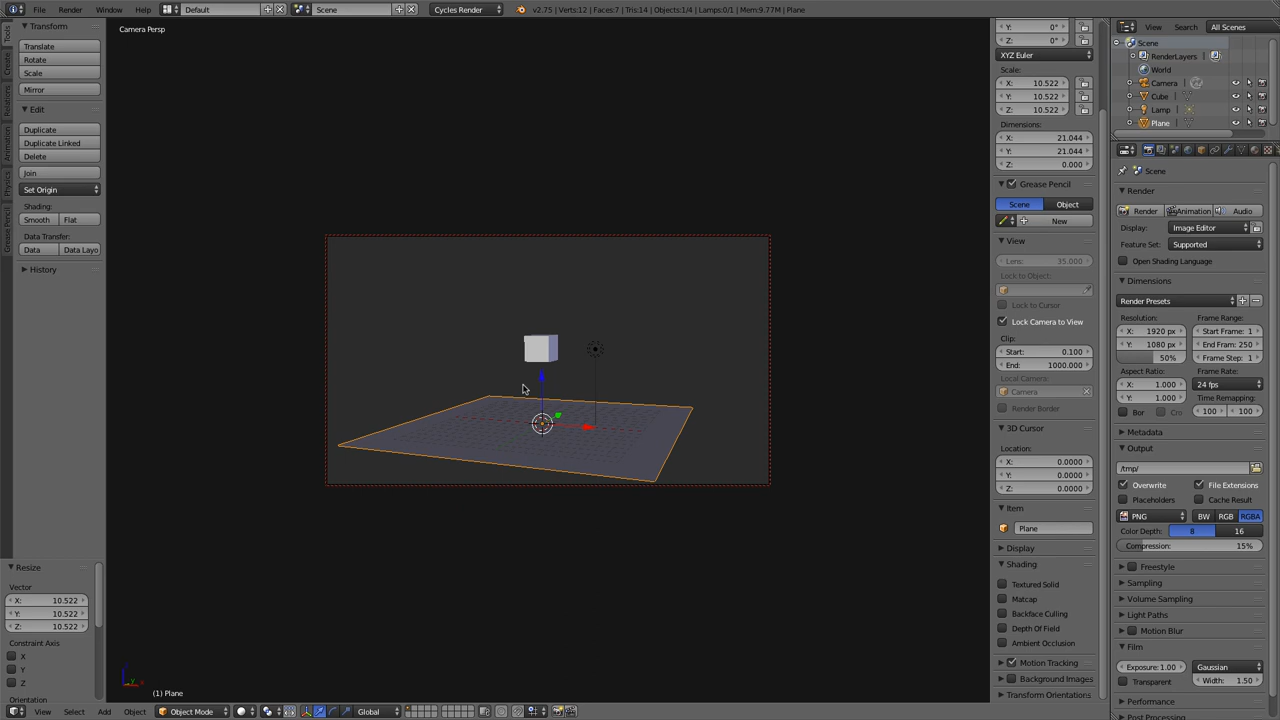 File Render Window Help Default Scene Cycles Render v2.75 | Verts:12 | Faces:7 | Tris:14 | Objects:1/4 | Lamps:0/1 | Mem:9.77M | Plane
Tools
Create
Relations
Animation
Physics
Grease Pencil
Transform
Translate
Rotate
Scale
Mirror
Edit
Duplicate
Duplicate Linked
Delete
Join
Set Origin
Shading:
Smooth Flat
Data Transfer:
Data Data Layo
History
Resize
Vector
X: 10.522
Y: 10.522
Z: 10.522
Constraint Axis
X
Y
Z
Orientation
Camera Persp
(1) Plane
View Select Add Object Object Mode Global
Y: 0°
Z: 0°
XYZ Euler
Scale:
X: 10.522
Y: 10.522
Z: 10.522
Dimensions:
X: 21.044
Y: 21.044
Z: 0.000
Grease Pencil
Scene Object
New
View
Lens: 35.000
Lock to Object:
Lock to Cursor
Lock Camera to View
Clip:
Start: 0.100
End: 1000.000
Local Camera:
Camera
Render Border
3D Cursor
Location:
X: 0.0000
Y: 0.0000
Z: 0.0000
Item
Plane
Display
Shading
Textured Solid
Matcap
Backface Culling
Depth Of Field
Ambient Occlusion
Motion Tracking
Background Images
Transform Orientations
View Search All Scenes
Scene
RenderLayers
World
Camera
Cube
Lamp
Plane
Scene
Render
Render Animation Audio
Display: Image Editor
Feature Set: Supported
Open Shading Language
Dimensions
Render Presets
Resolution: Frame Range:
X: 1920 px Start Frame: 1
Y: 1080 px End Fram: 250
50% Frame Step: 1
Aspect Ratio: Frame Rate:
X: 1.000 24 fps
Y: 1.000 Time Remapping:
Bor Cro 100 100
Metadata
Output
/tmp/
Overwrite File Extensions
Placeholders Cache Result
PNG BW RGB RGBA
Color Depth: 8 16
Compression: 15%
Freestyle
Sampling
Volume Sampling
Light Paths
Motion Blur
Film
Exposure:1.00 Gaussian
Transparent Width: 1.50
Performance
Post Processing